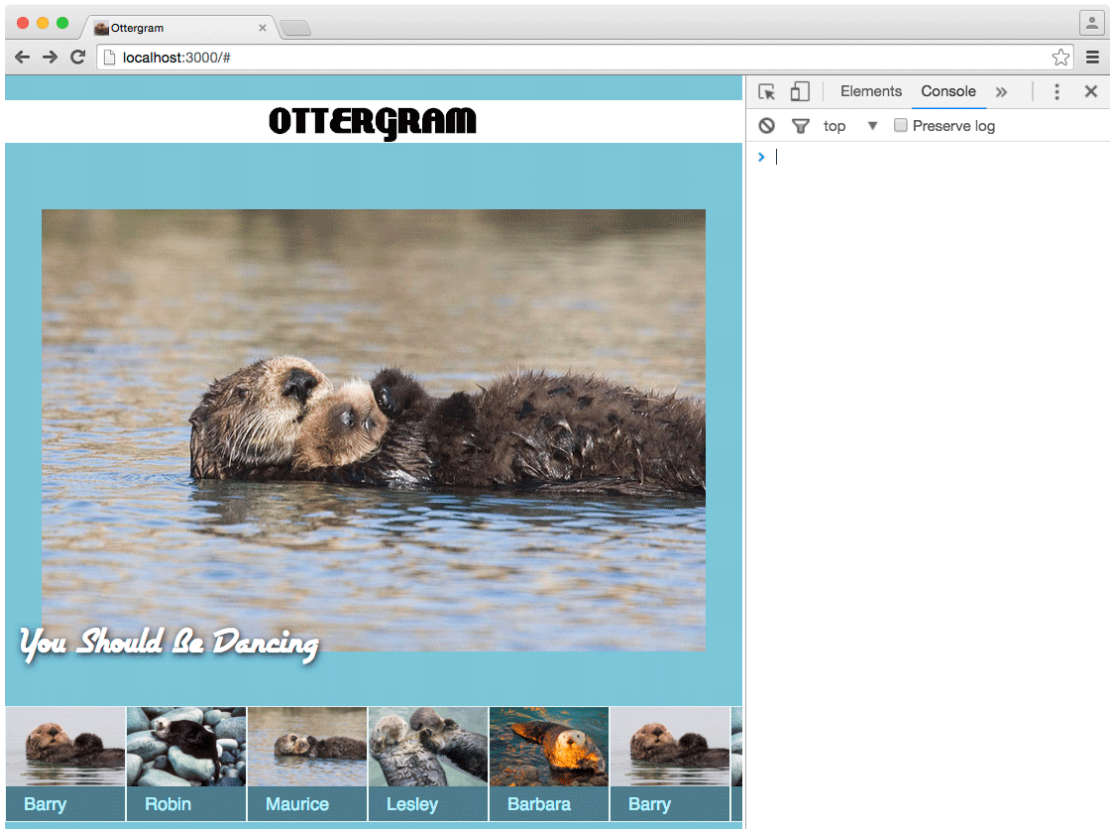 Ottergram
localhost:3000/#
Elements Console »
top Preserve log
OTTERGRAM
You Should Be Dancing
Barry Robin Maurice Lesley Barbara Barry